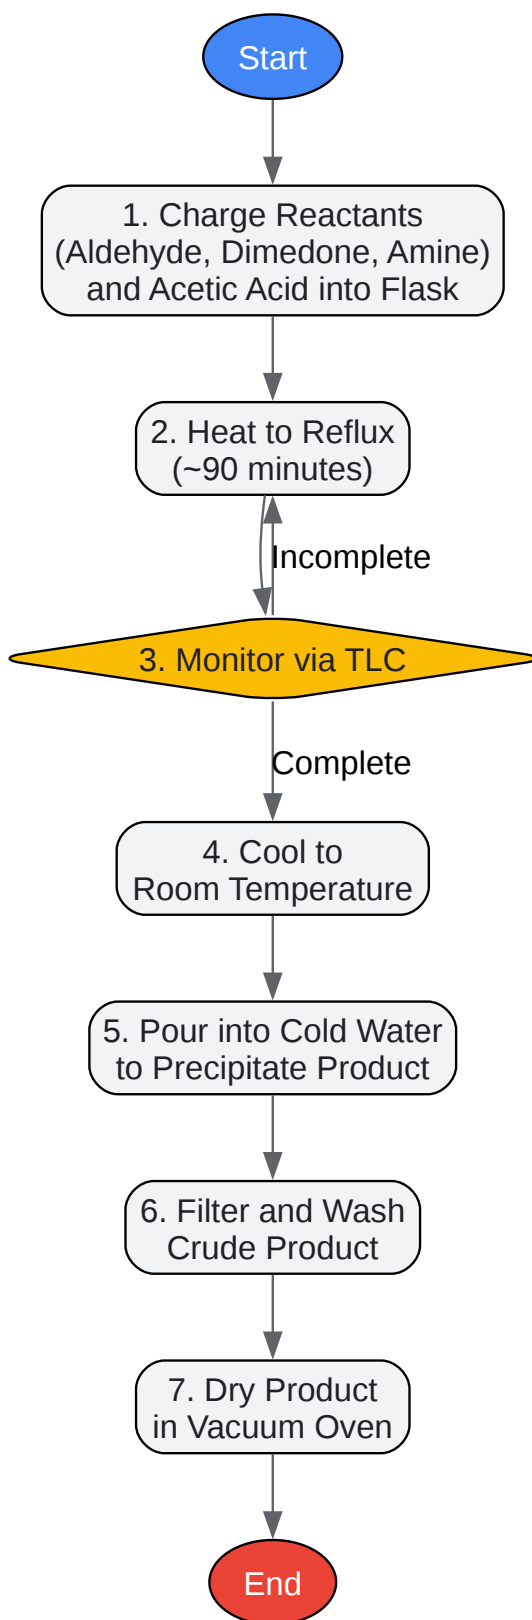 Start
1. Charge Reactants
(Aldehyde, Dimedone, Amine)
and Acetic Acid into Flask
2. Heat to Reflux
(~90 minutes)
Incomplete
3. Monitor via TLC
Complete
4. Cool to
Room Temperature
5. Pour into Cold Water
to Precipitate Product
6. Filter and Wash
Crude Product
7. Dry Product
in Vacuum Oven
End